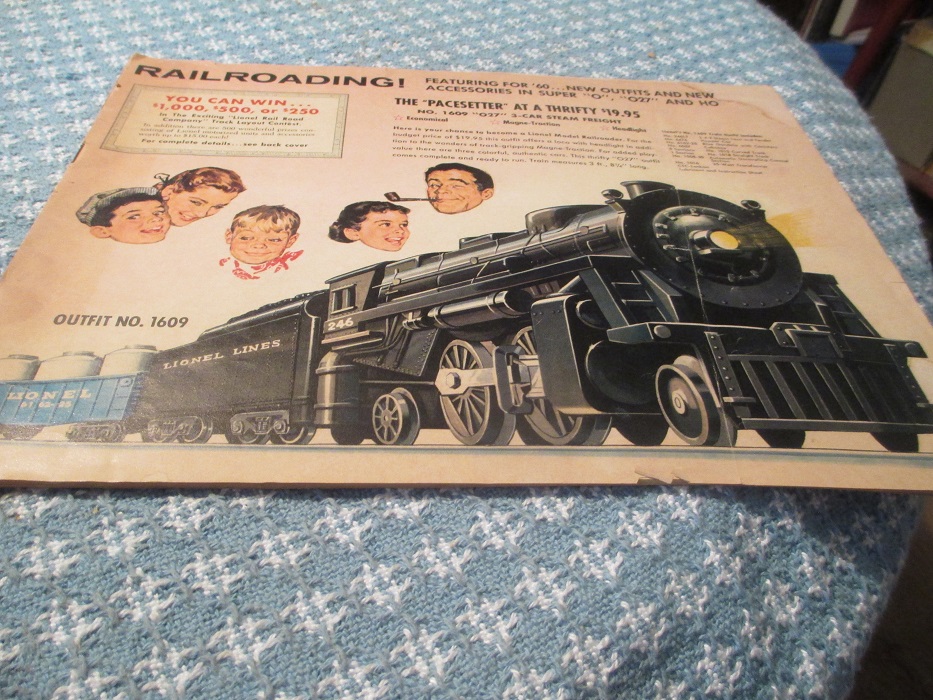 RAILROADING!
FEATURING FOR '60...NEW OUTFITS AND NEW
ACCESSORIES IN SUPER "O", "O27" AND HO
YOU CAN WIN...
$1,000, $500, or $250
In The Exciting "Lionel Rail Road
Company" Track Layout Contest
For complete details...see back cover
THE "PACESETTER" AT A THRIFTY $19.95
NO. 1609 "O27" 3-CAR STEAM FREIGHT
☆ Economical ☆ Magne-Traction ☆ Headlight
Here is your chance to become a Lionel Model Railroader. For the
budget price of $19.95 this outfit offers a loco with headlight in addi-
tion to the wonders of track-gripping Magne-Traction. For added play
value there are three colorful, authentic cars. This thrifty "O27" outfit
comes complete and ready to run. Train measures 3 ft.,
long.
OUTFIT NO. 1609
246
LIONEL LINES
LIONEL